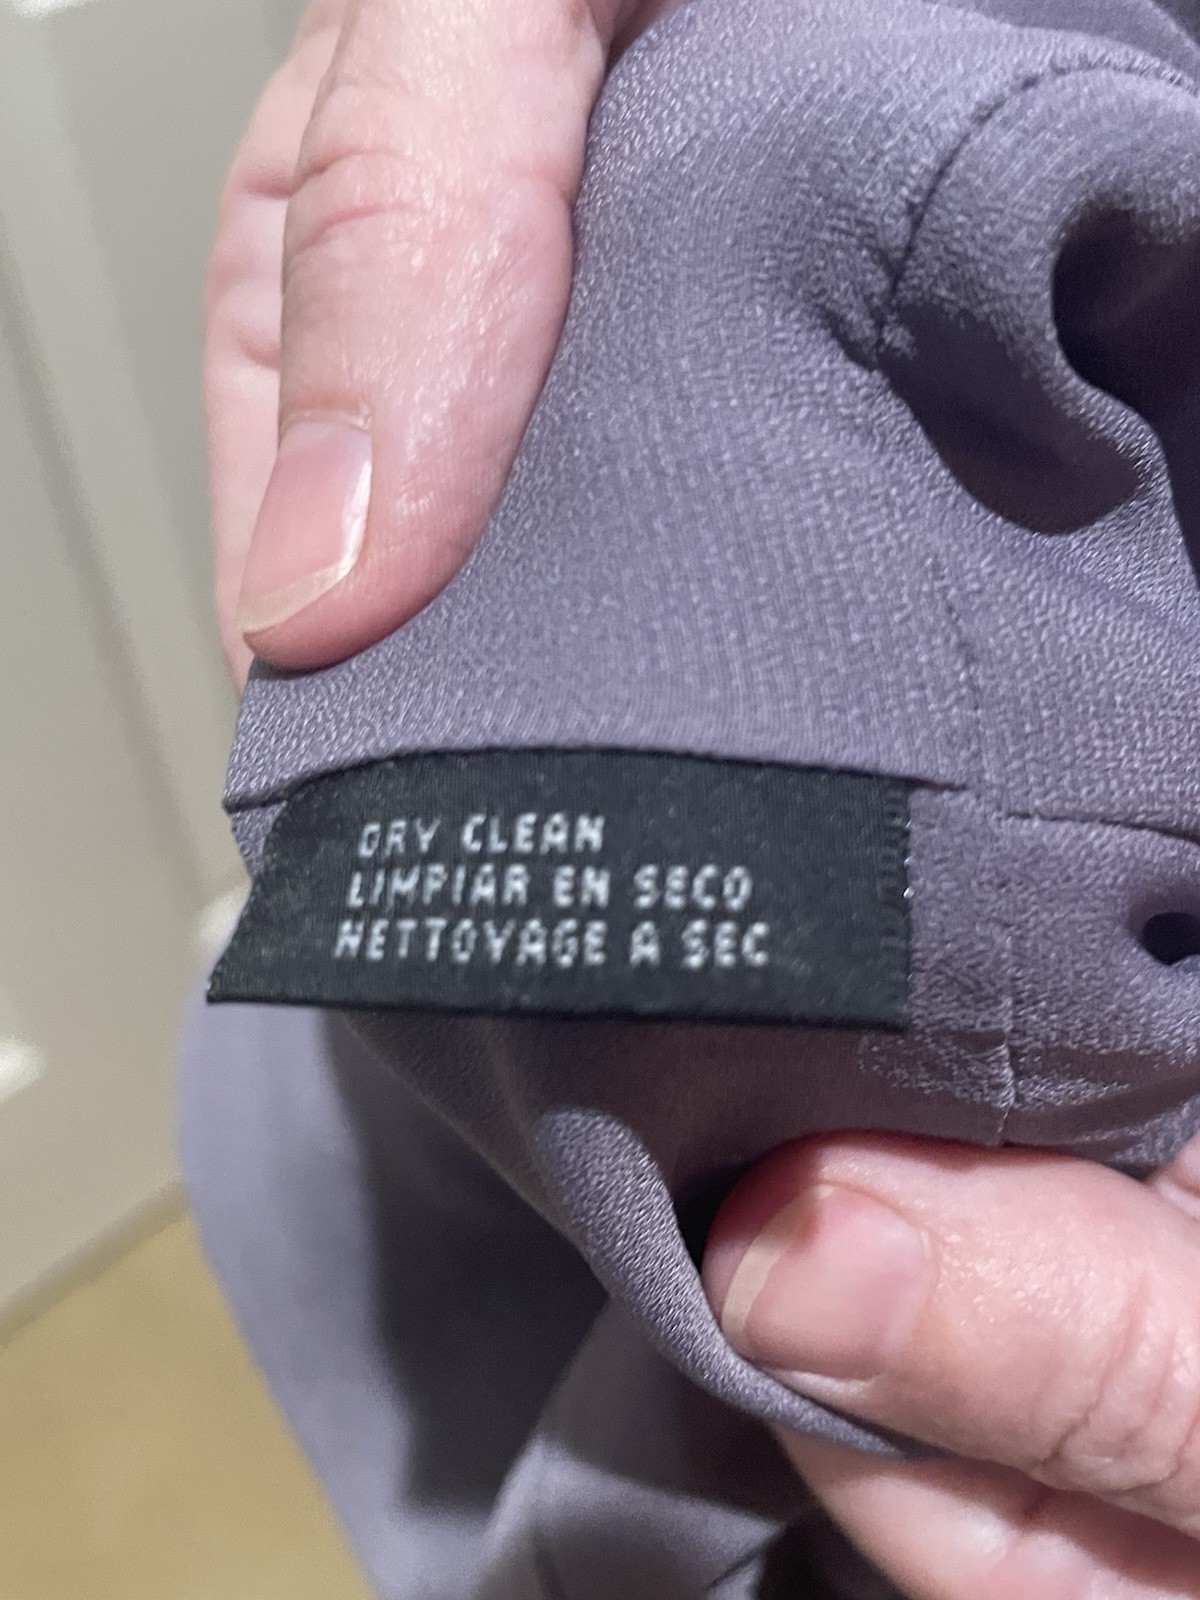 DRY CLEAN
LIMPIAR EN SECO
NETTOYAGE A SEC